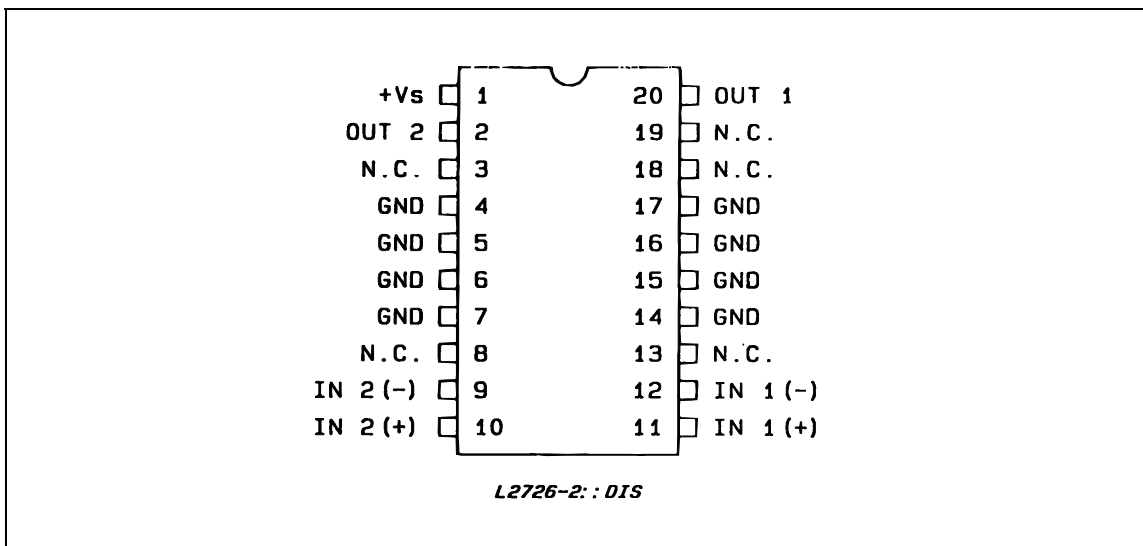 +Vs 1 20 OUT 1
OUT 2 2 19 N.C.
N.C. 3 18 N.C.
GND 4 17 GND
GND 5 16 GND
GND 6 15 GND
GND 7 14 GND
N.C. 8 13 N.C.
IN 2(-) 9 12 IN 1(-)
IN 2(+) 10 11 IN 1(+)
L2726-2::DIS